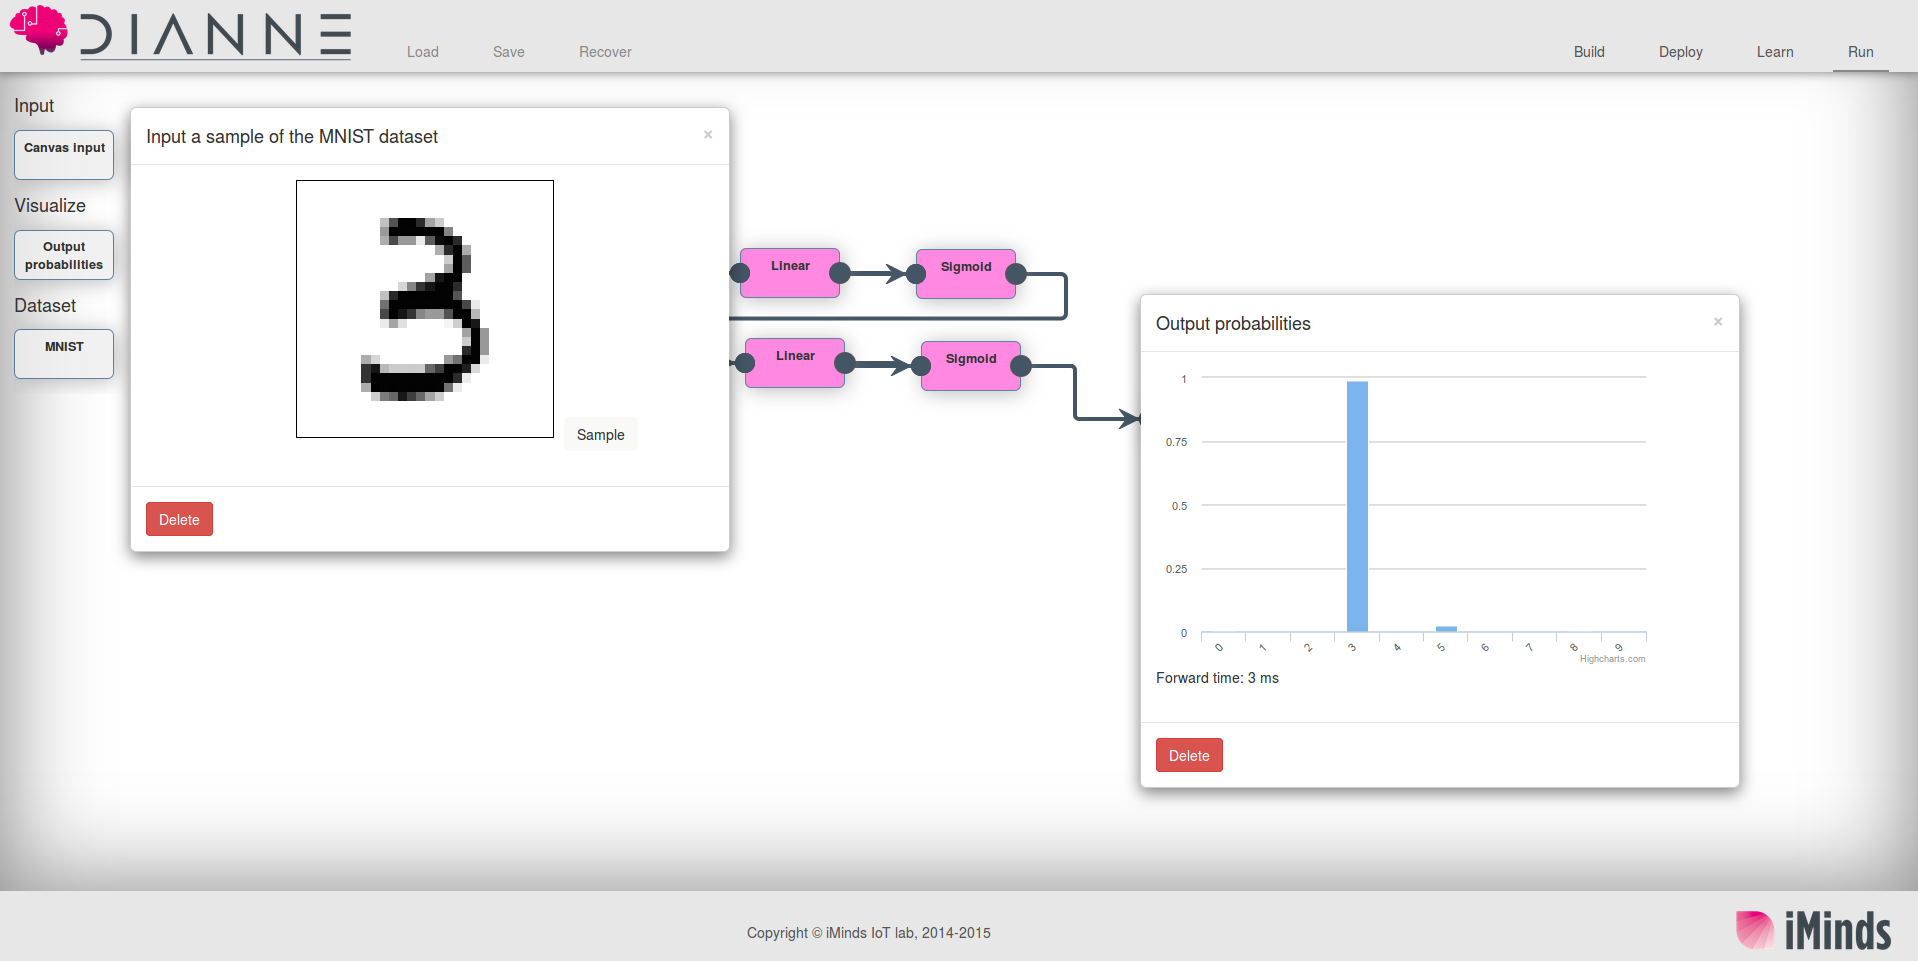 DIANNE
Load Save Recover
Build Deploy Learn Run
Input
Canvas input
Visualize
Output
probabilities
Dataset
MNIST
Input a sample of the MNIST dataset ×
3
Sample
Delete
Linear
Sigmoid
Linear
Sigmoid
Output probabilities ×
1
0.75
0.5
0.25
0
0 1 2 3 4 5 6 7 8 9
Highcharts.com
Forward time: 3 ms
Delete
Copyright © iMinds IoT lab, 2014-2015
iMinds